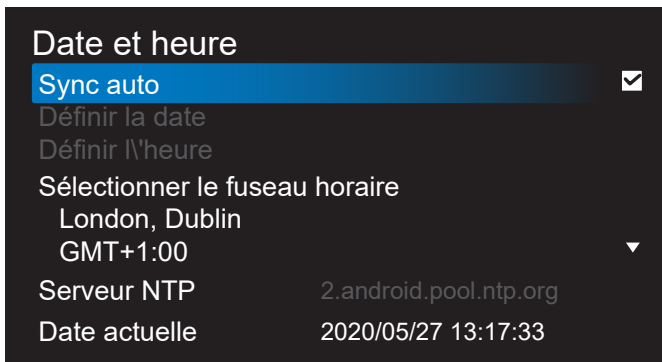 Date et heure
Sync auto
Définir la date
Définir l\'heure
Sélectionner le fuseau horaire
London, Dublin
GMT+1:00
Serveur NTP 2.android.pool.ntp.org
Date actuelle 2020/05/27 13:17:33